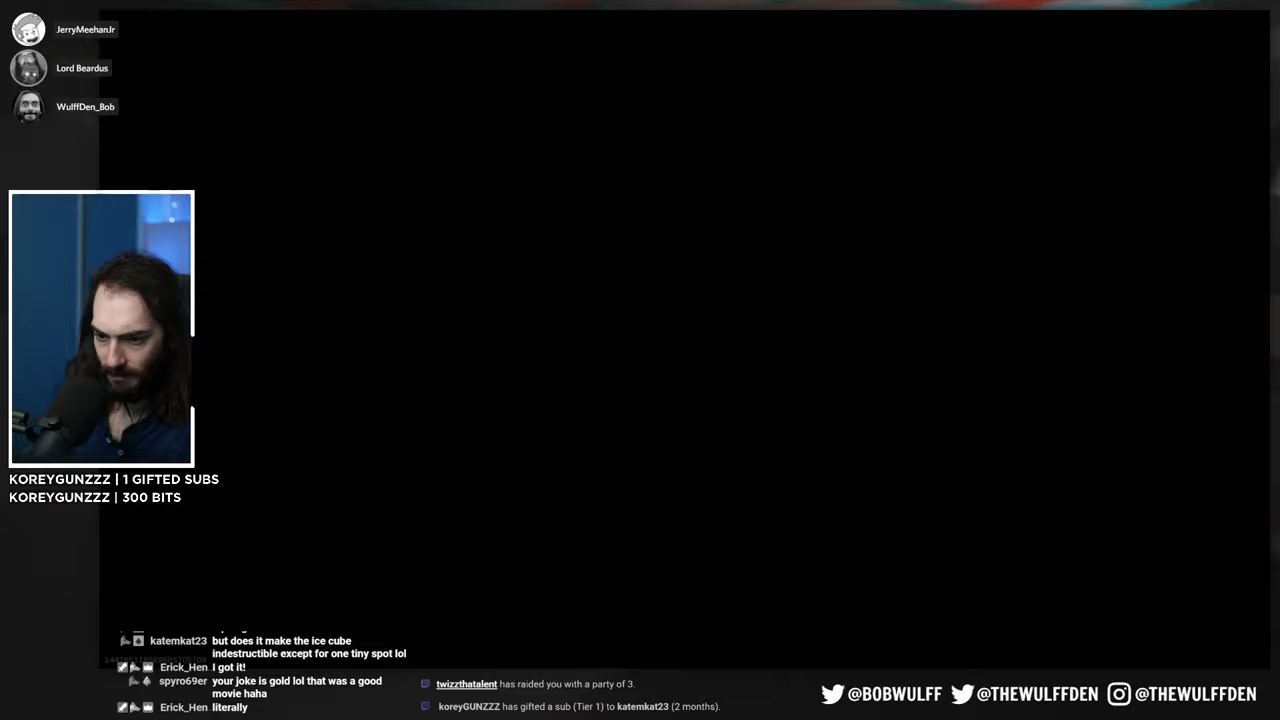 JerryMeehanJr
Lord Beardus
WulffDen_Bob
KOREYGUNZZZ | 1 GIFTED SUBS
KOREYGUNZZZ | 300 BITS
katemkat23 but does it make the ice cube
indestructible except for one tiny spot lol
Erick_Hen I got it!
spyro69er your joke is gold lol that was a good
movie haha
Erick_Hen literally
twizzthatalent has raided you with a party of 3.
koreyGUNZZZ has gifted a sub (Tier 1) to katemkat23 (2 months).
@BOBWULFF @THEWULFFDEN @THEWULFFDEN